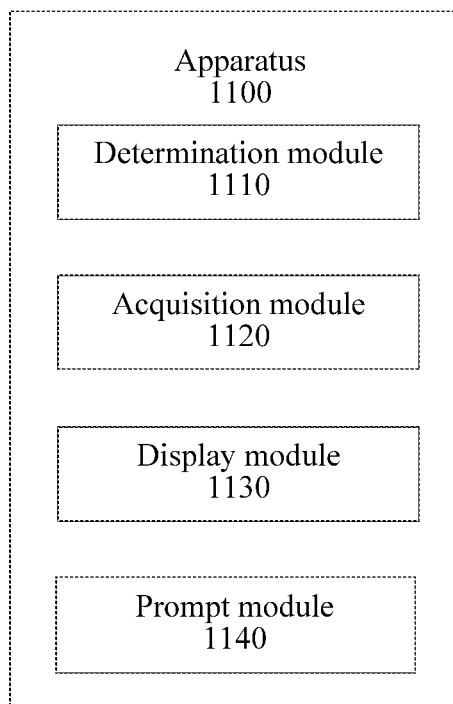 Apparatus
1100
Determination module
1110
Acquisition module
1120
Display module
1130
Prompt module
1140